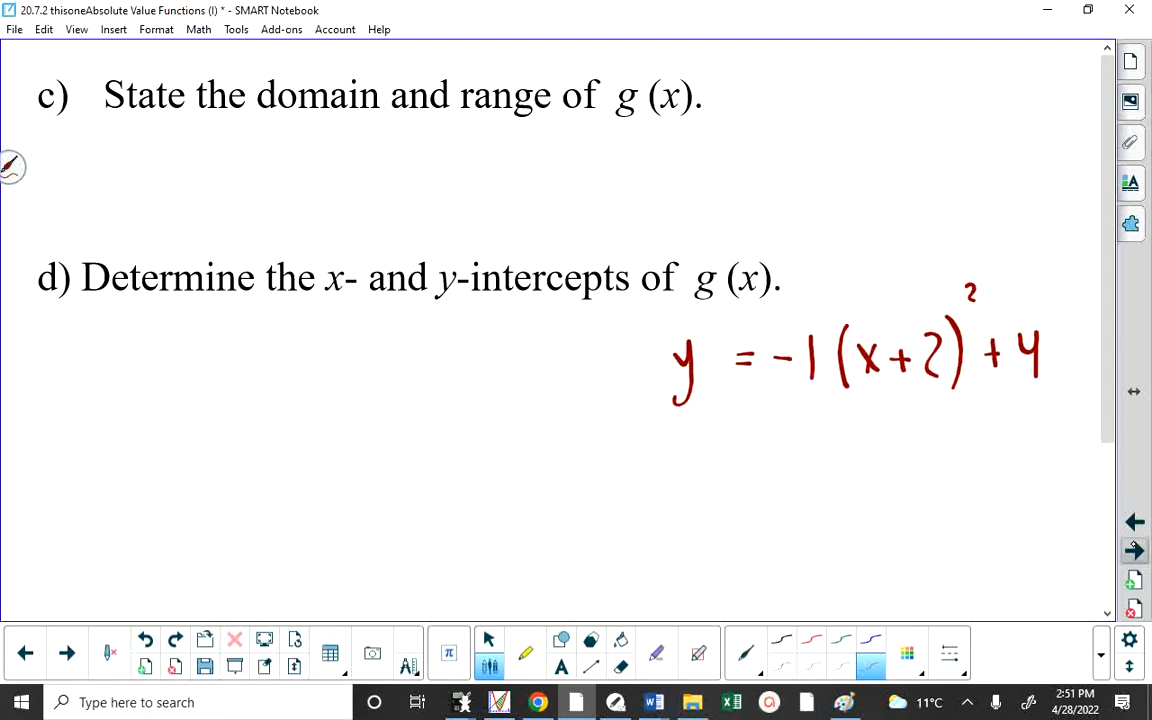 20.7.2 thisoneAbsolute Value Functions (I) * - SMART Notebook
File Edit View Insert Format Math Tools Add-ons Account Help
c) State the domain and range of g (x).
d) Determine the x- and y-intercepts of g (x).
y = -1 (x+2)² + 4
π
A
Type here to search
11°C
2:51 PM
4/28/2022